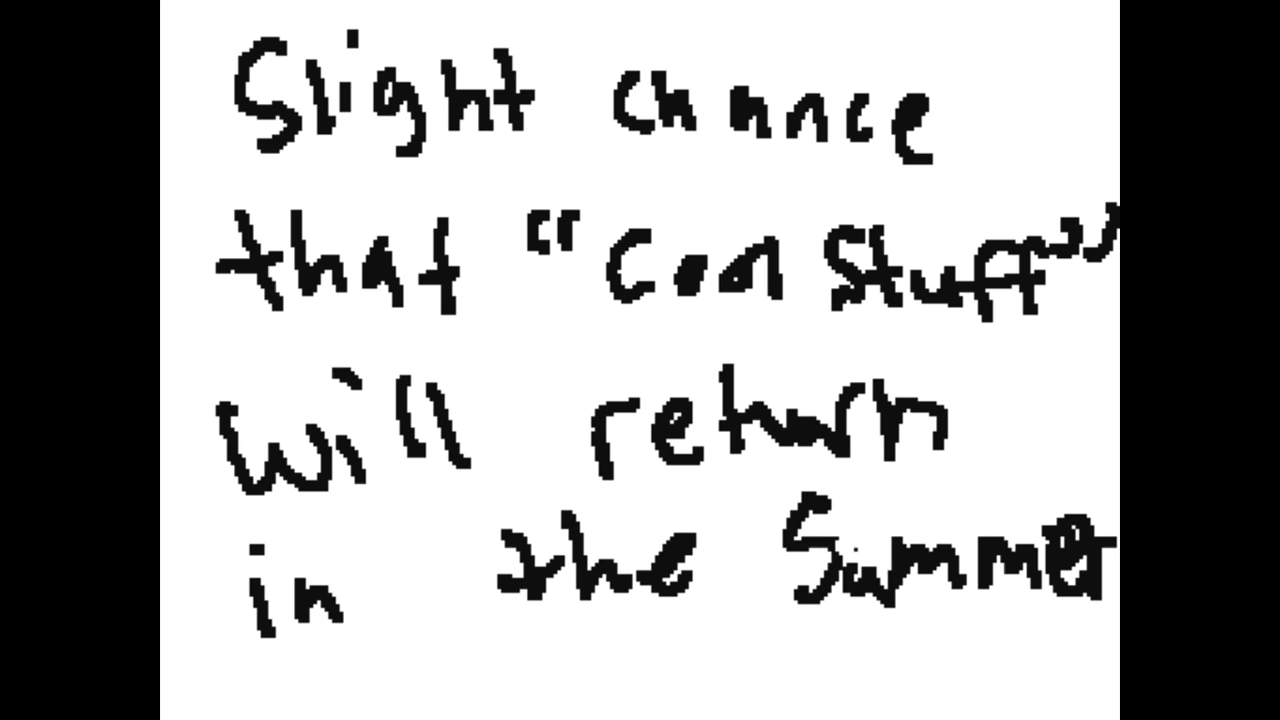 Slight chance
that "Cool Stuff"
will return
in the Summer